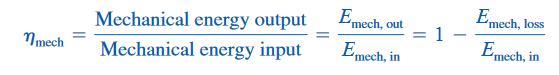 η_mech = Mechanical energy output / Mechanical energy input = E_mech, out / E_mech, in = 1 − E_mech, loss / E_mech, in